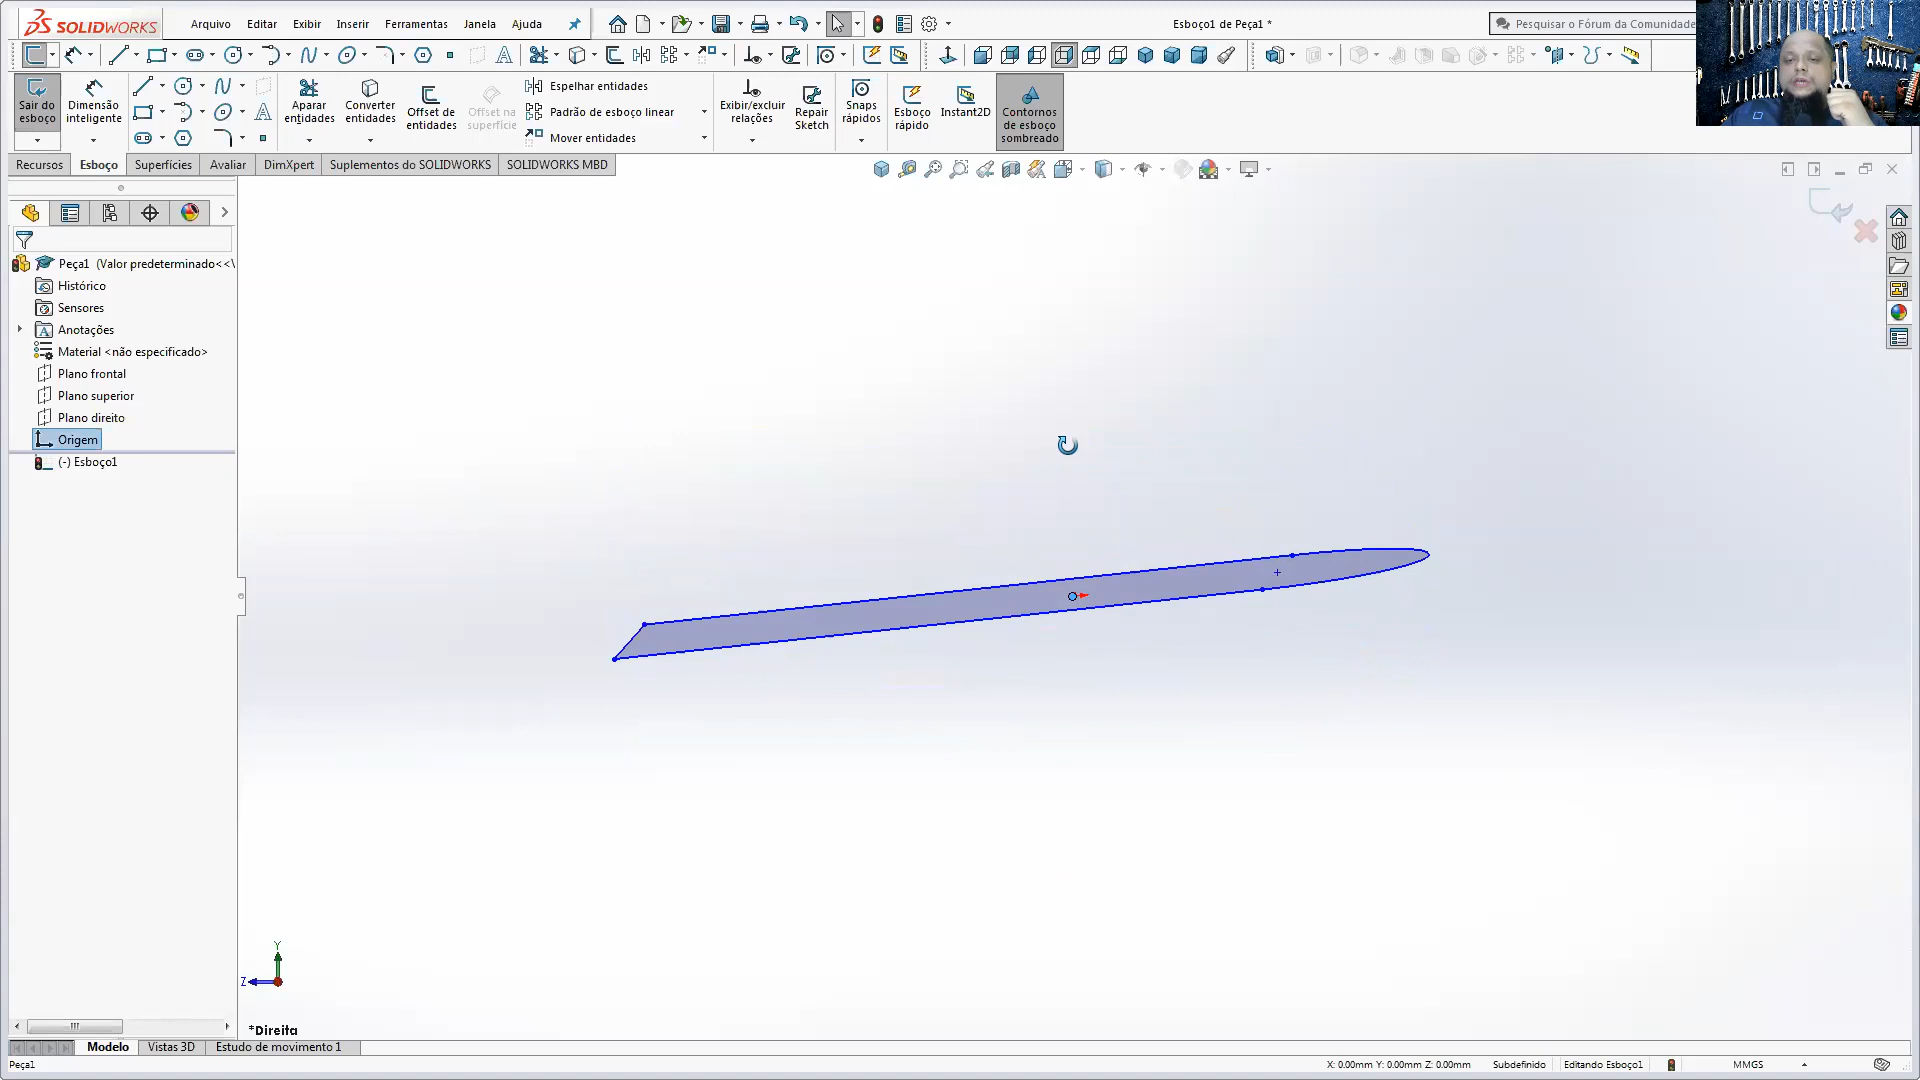 SOLIDWORKS Arquivo Editar Exibir Inserir Ferramentas Janela Ajuda Esboço1 de Peça1 * Pesquisar o Fórum da Comunidade
Sair do esboço
Dimensão inteligente
Aparar entidades
Converter entidades
Offset de entidades
Offset na superfície
Espelhar entidades
Padrão de esboço linear
Mover entidades
Exibir/excluir relações
Repair Sketch
Snaps rápidos
Esboço rápido
Instant2D
Contornos de esboço sombreado
Recursos Esboço Superfícies Avaliar DimXpert Suplementos do SOLIDWORKS SOLIDWORKS MBD
Peça1 (Valor predeterminado<<\
Histórico
Sensores
Anotações
Material <não especificado>
Plano frontal
Plano superior
Plano direito
Origem
(-) Esboço1
Y
Z
*Direita
Modelo Vistas 3D Estudo de movimento 1
Peça1 X: 0.00mm Y: 0.00mm Z: 0.00mm Subdefinido Editando Esboço1 MMGS